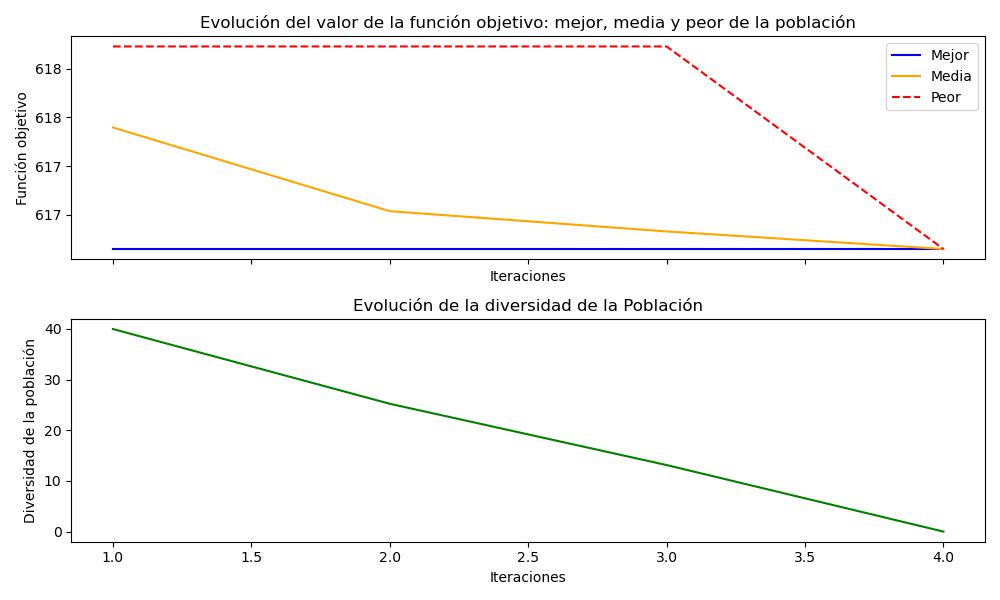 Evolución del valor de la función objetivo: mejor, media y peor de la población
Función objetivo
618
618
617
617
Mejor
Media
Peor
Iteraciones
Evolución de la diversidad de la Población
Diversidad de la población
40
30
20
10
0
1.0 1.5 2.0 2.5 3.0 3.5 4.0
Iteraciones